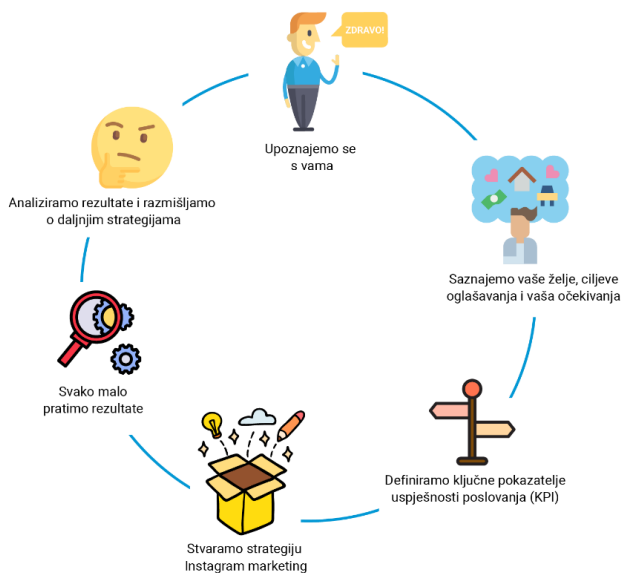 ZDRAVO!
Upoznajemo se
s vama
Saznajemo vaše želje, ciljeve
oglašavanja i vaša očekivanja
Definiramo ključne pokazatelje
uspješnosti poslovanja (KPI)
Stvaramo strategiju
Instagram marketing
Svako malo
pratimo rezultate
Analiziramo rezultate i razmišljamo
o daljnjim strategijama